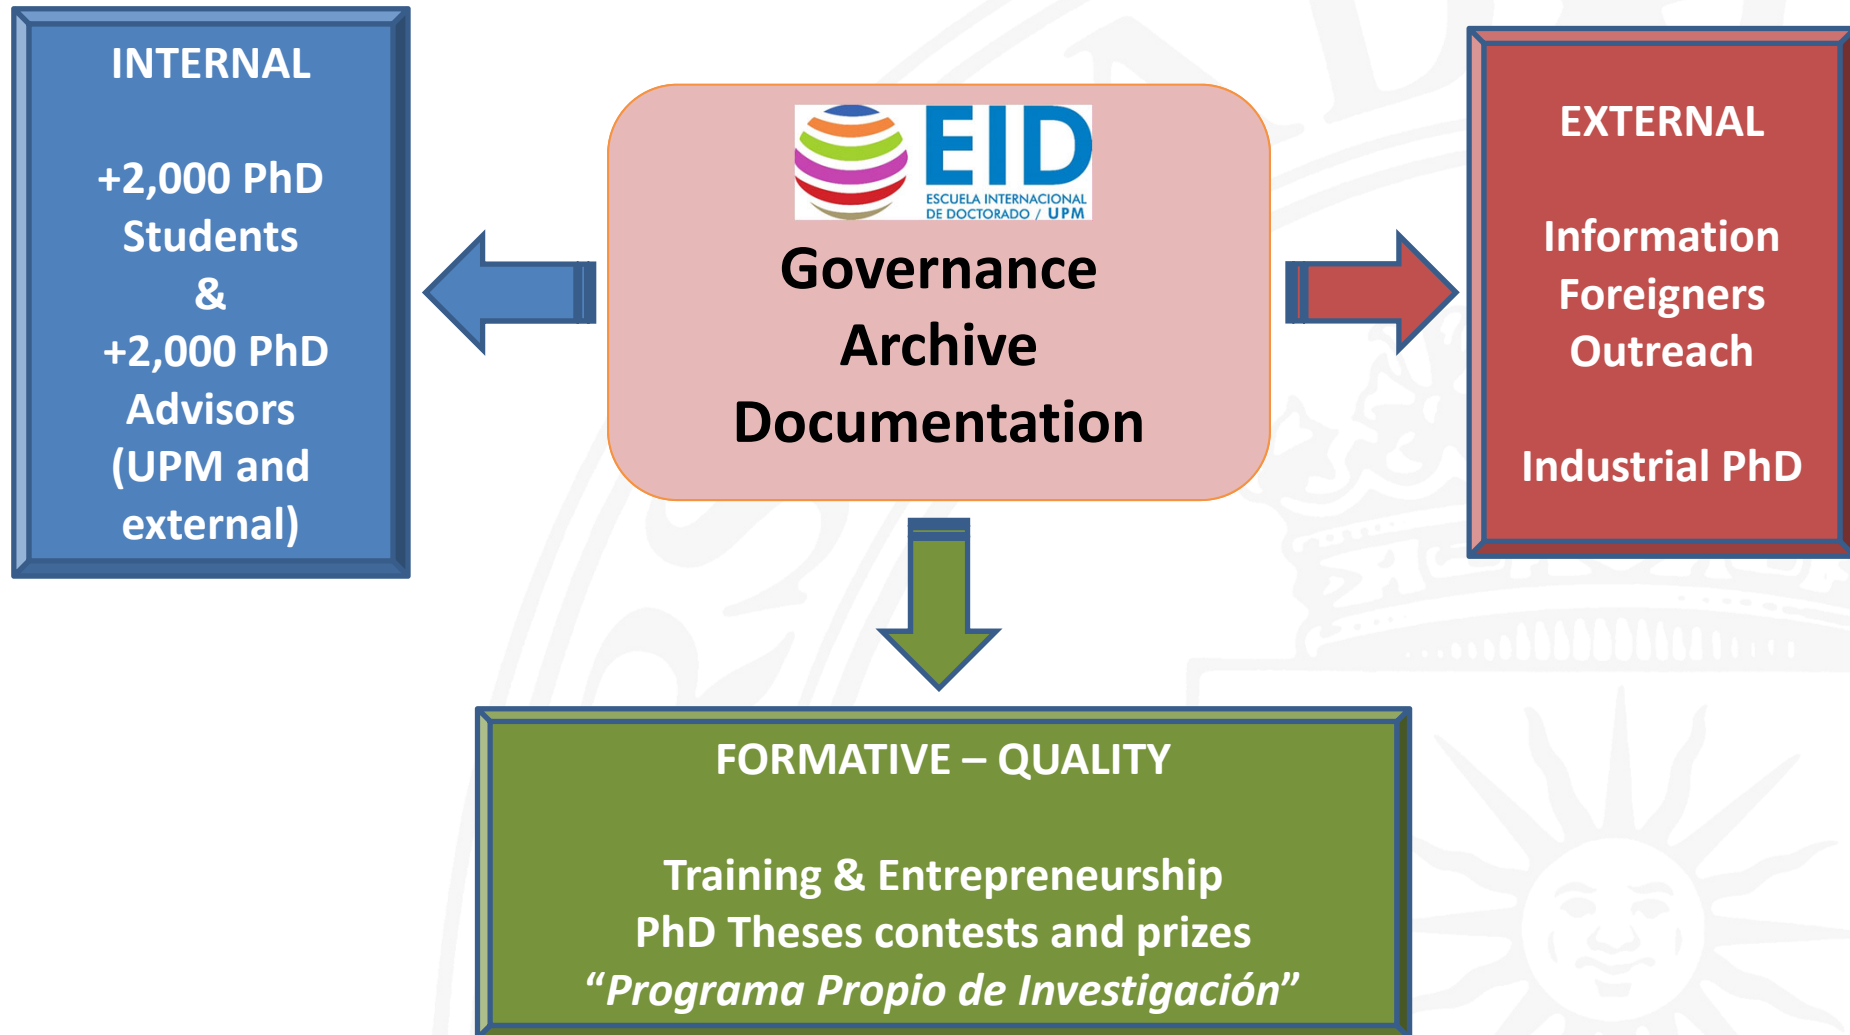 INTERNAL
+2,000 PhD
Students
&
+2,000 PhD
Advisors
(UPM and
external)
EID
ESCUELA INTERNACIONAL
DE DOCTORADO / UPM
Governance
Archive
Documentation
EXTERNAL
Information
Foreigners
Outreach
Industrial PhD
FORMATIVE – QUALITY
Training & Entrepreneurship
PhD Theses contests and prizes
“Programa Propio de Investigación”